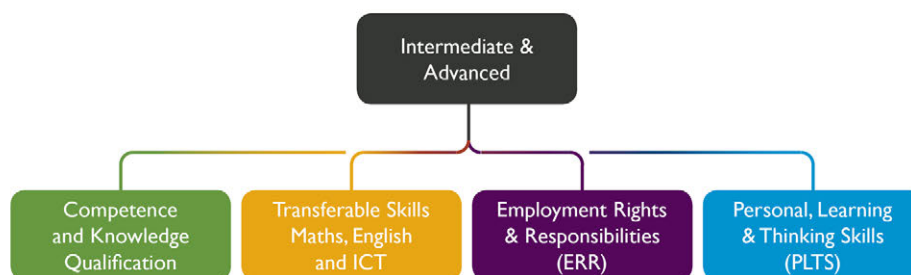 Intermediate &
Advanced
Competence
and Knowledge
Qualification
Transferable Skills
Maths, English
and ICT
Employment Rights
& Responsibilities
(ERR)
Personal, Learning
& Thinking Skills
(PLTS)